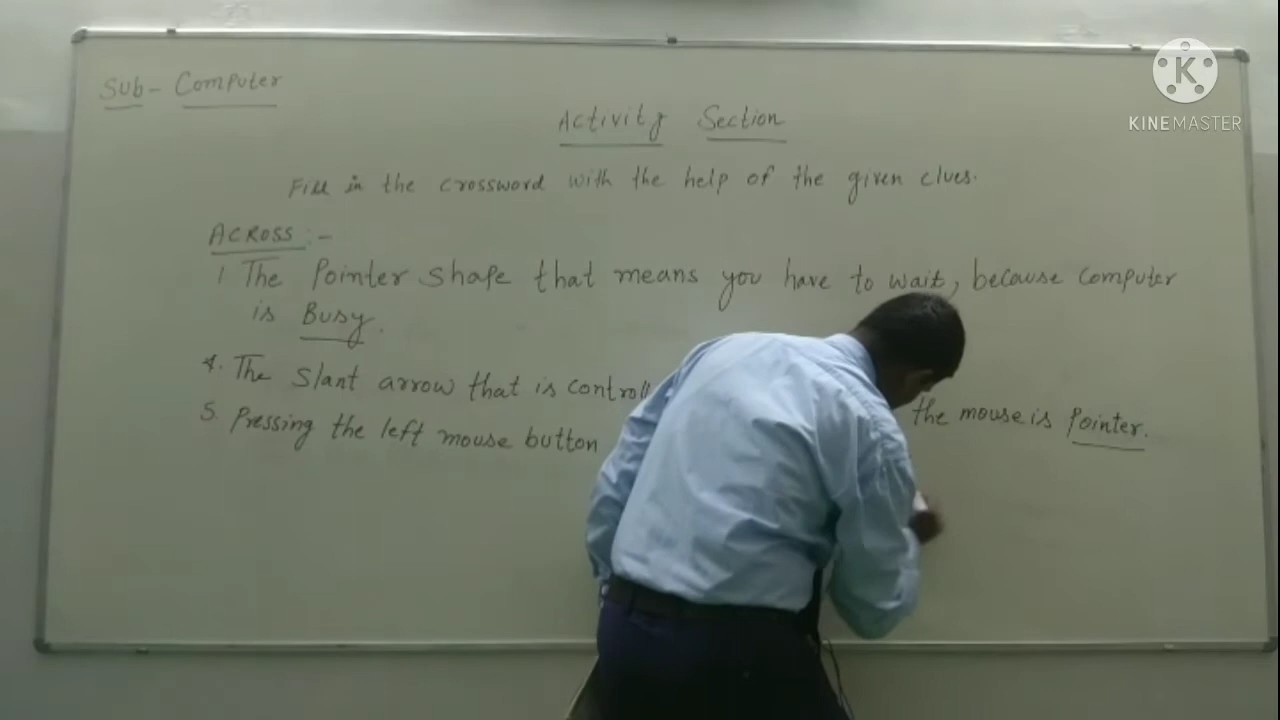 Sub- Computer
Activity Section
Fill in the crossword with the help of the given clues.
ACROSS:-
1 The Pointer shape that means you have to wait, because computer
is Busy.
4. The slant arrow that is controll the mouse is Pointer.
5. Pressing the left mouse button
K
KINEMASTER